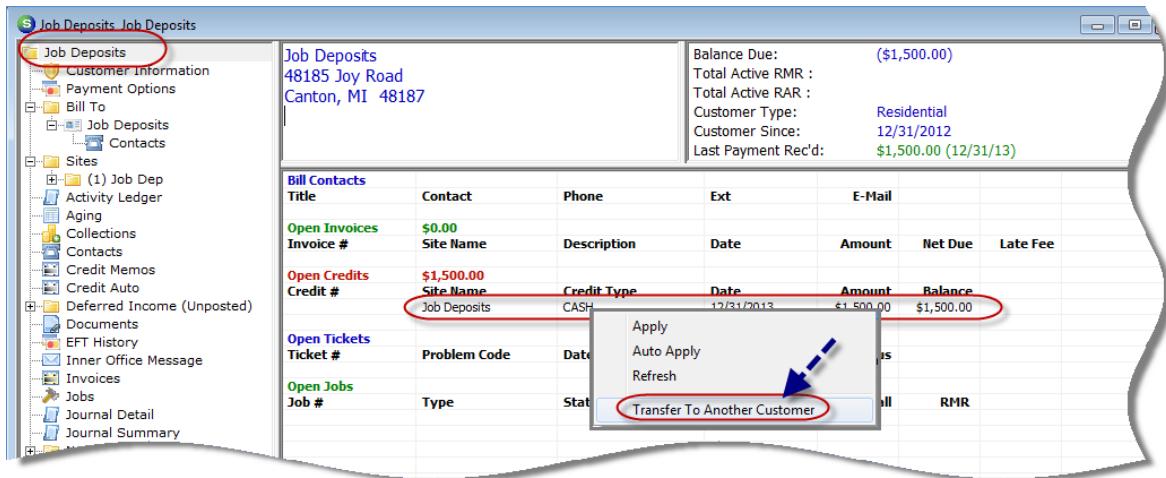 Job Deposits Job Deposits
Job Deposits
Customer Information
Payment Options
Bill To
Job Deposits
Contacts
Sites
(1) Job Dep
Activity Ledger
Aging
Collections
Contacts
Credit Memos
Credit Auto
Deferred Income (Unposted)
Documents
EFT History
Inner Office Message
Invoices
Jobs
Journal Detail
Journal Summary
Job Deposits
48185 Joy Road
Canton, MI 48187
Balance Due: ($1,500.00)
Total Active RMR :
Total Active RAR :
Customer Type: Residential
Customer Since: 12/31/2012
Last Payment Rec'd: $1,500.00 (12/31/13)
Bill Contacts
Title Contact Phone Ext E-Mail
Open Invoices $0.00
Invoice # Site Name Description Date Amount Net Due Late Fee
Open Credits $1,500.00
Credit # Site Name Credit Type Date Amount Balance
Job Deposits CASH 12/31/2013 $1,500.00 $1,500.00
Open Tickets
Ticket # Problem Code Date
Open Jobs
Job # Type Stat RMR
Apply
Auto Apply
Refresh
Transfer To Another Customer